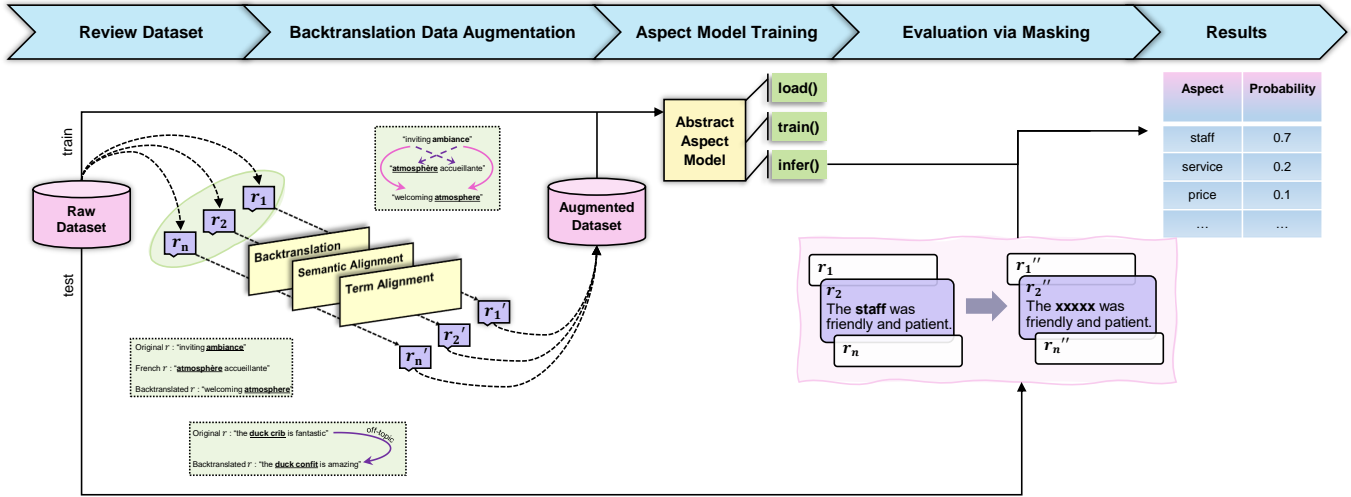 Review Dataset
Backtranslation Data Augmentation
Aspect Model Training
Evaluation via Masking
Results
train
test
Raw
Dataset
r₁
r₂
rₙ
Backtranslation
Semantic Alignment
Term Alignment
r₁′
r₂′
rₙ′
"inviting ambiance"
"atmosphère accueillante"
"welcoming atmosphere"
Original r : "inviting ambiance"
French r : "atmosphère accueillante"
Backtranslated r : "welcoming atmosphere
Original r : "the duck crib is fantastic"
off-topic
Backtranslated r : "the duck confit is amazing"
Augmented
Dataset
Abstract
Aspect
Model
load()
train()
infer()
r₁
r₂
The staff was
friendly and patient.
rₙ
r₁′′
r₂′′
The xxxxx was
friendly and patient.
rₙ′′
Aspect Probability
staff 0.7
service 0.2
price 0.1
... ...